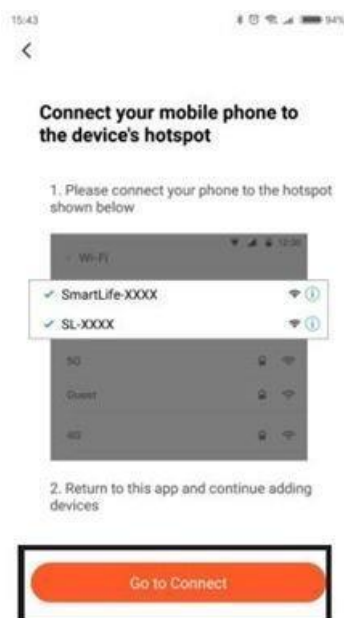 15:43
94%
Connect your mobile phone to
the device's hotspot
1. Please connect your phone to the hotspot
shown below
12:30
Wi-Fi
SmartLife-XXXX
SL-XXXX
5G
Guest
4G
2. Return to this app and continue adding
devices
Go to Connect